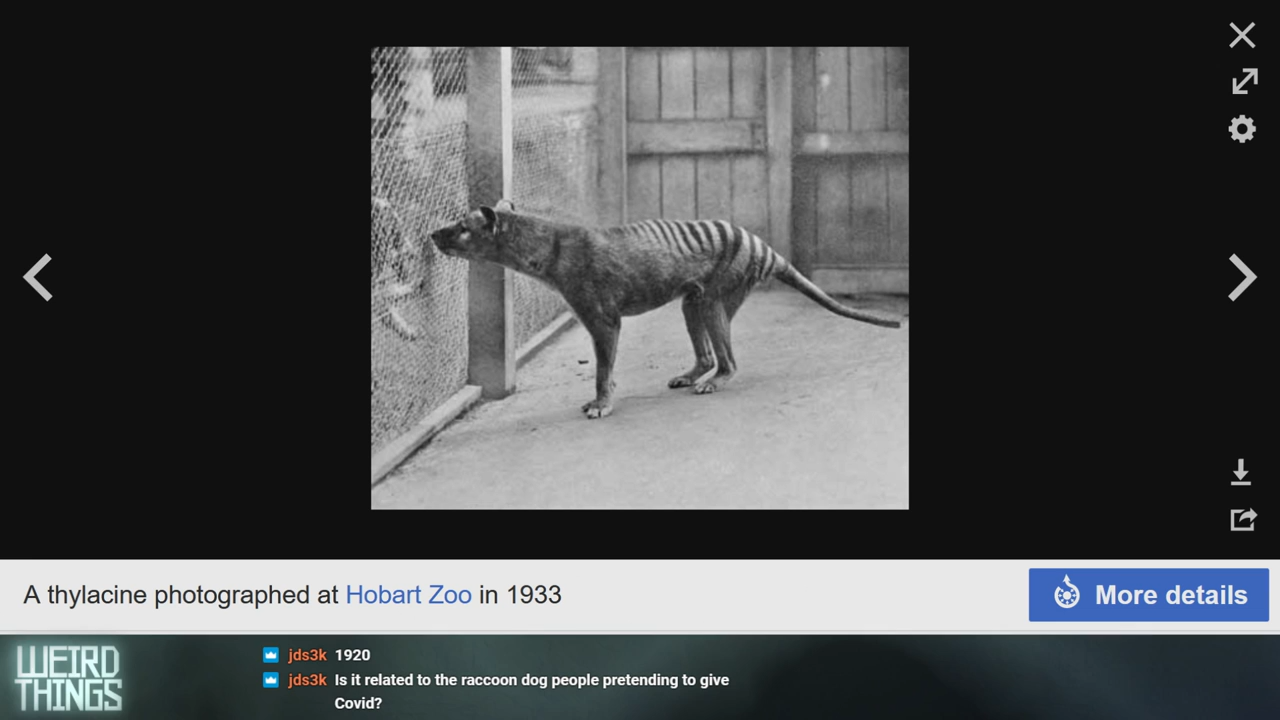 A thylacine photographed at Hobart Zoo in 1933
More details
WEIRD
THINGS
jds3k 1920
jds3k Is it related to the raccoon dog people pretending to give
Covid?